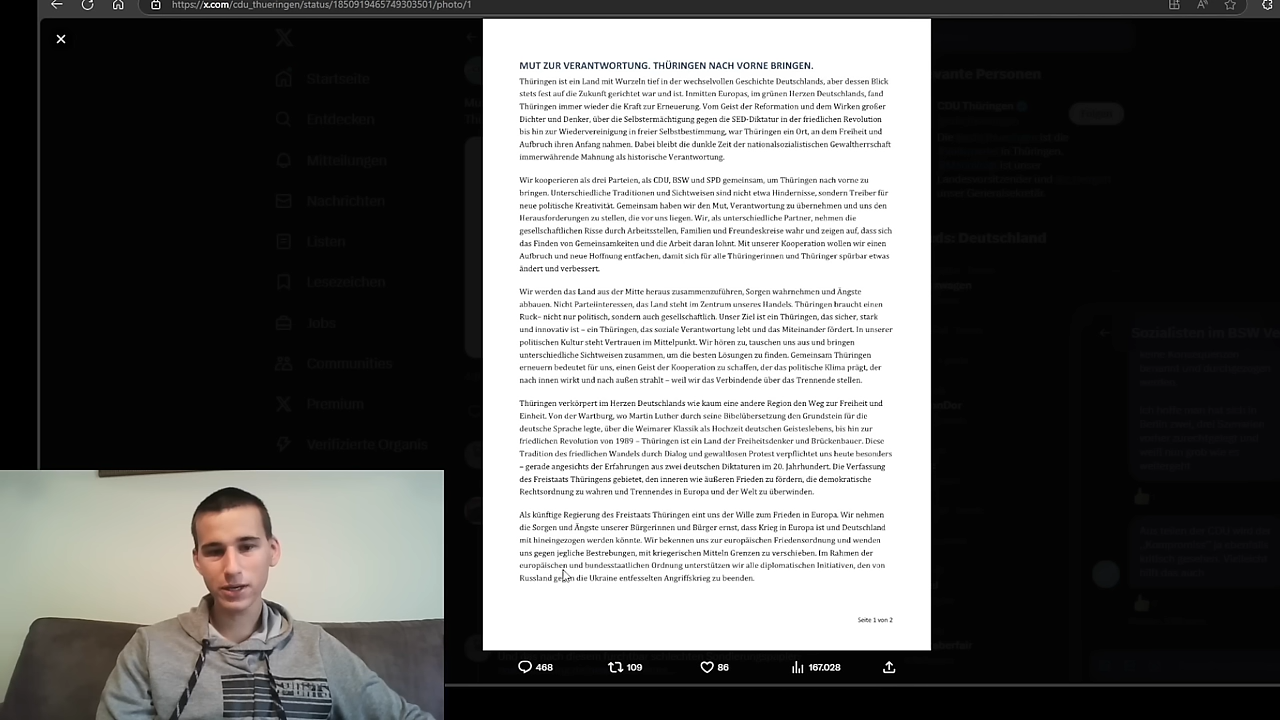 https://x.com/cdu_thueringen/status/1850919465749303501/photo/1
Startseite
Entdecken
Mitteilungen
Nachrichten
Listen
Lesezeichen
Jobs
Communities
Premium
Verifizierte Organis
MUT ZUR VERANTWORTUNG. THÜRINGEN NACH VORNE BRINGEN.
Thüringen ist ein Land mit Wurzeln tief in der wechselvollen Geschichte Deutschlands, aber dessen Blick
stets fest auf die Zukunft gerichtet war und ist. Inmitten Europas, im grünen Herzen Deutschlands, fand
Thüringen immer wieder die Kraft zur Erneuerung. Vom Geist der Reformation und dem Wirken großer
Dichter und Denker, über die Selbstermächtigung gegen die SED-Diktatur in der friedlichen Revolution
bis hin zur Wiedervereinigung in freier Selbstbestimmung, war Thüringen ein Ort, an dem Freiheit und
Aufbruch ihren Anfang nahmen. Dabei bleibt die dunkle Zeit der nationalsozialistischen Gewaltherrschaft
immerwährende Mahnung als historische Verantwortung.
Wir kooperieren als drei Parteien, als CDU, BSW und SPD gemeinsam, um Thüringen nach vorne zu
bringen. Unterschiedliche Traditionen und Sichtweisen sind nicht etwa Hindernisse, sondern Treiber für
neue politische Kreativität. Gemeinsam haben wir den Mut, Verantwortung zu übernehmen und uns den
Herausforderungen zu stellen, die vor uns liegen. Wir, als unterschiedliche Partner, nehmen die
gesellschaftlichen Risse durch Arbeitsstellen, Familien und Freundeskreise wahr und zeigen auf, dass sich
das Finden von Gemeinsamkeiten und die Arbeit daran lohnt. Mit unserer Kooperation wollen wir einen
Aufbruch und neue Hoffnung entfachen, damit sich für alle Thüringerinnen und Thüringer spürbar etwas
ändert und verbessert.
Wir werden das Land aus der Mitte heraus zusammenzuführen, Sorgen wahrnehmen und Ängste
abbauen. Nicht Parteiinteressen, das Land steht im Zentrum unseres Handels. Thüringen braucht einen
Ruck– nicht nur politisch, sondern auch gesellschaftlich. Unser Ziel ist ein Thüringen, das sicher, stark
und innovativ ist – ein Thüringen, das soziale Verantwortung lebt und das Miteinander fördert. In unserer
politischen Kultur steht Vertrauen im Mittelpunkt. Wir hören zu, tauschen uns aus und bringen
unterschiedliche Sichtweisen zusammen, um die besten Lösungen zu finden. Gemeinsam Thüringen
erneuern bedeutet für uns, einen Geist der Kooperation zu schaffen, der das politische Klima prägt, der
nach innen wirkt und nach außen strahlt – weil wir das Verbindende über das Trennende stellen.
Thüringen verkörpert im Herzen Deutschlands wie kaum eine andere Region den Weg zur Freiheit und
Einheit. Von der Wartburg, wo Martin Luther durch seine Bibelübersetzung den Grundstein für die
deutsche Sprache legte, über die Weimarer Klassik als Hochzeit deutschen Geisteslebens, bis hin zur
friedlichen Revolution von 1989 – Thüringen ist ein Land der Freiheitsdenker und Brückenbauer. Diese
Tradition des friedlichen Wandels durch Dialog und gewaltlosen Protest verpflichtet uns heute besonders
– gerade angesichts der Erfahrungen aus zwei deutschen Diktaturen im 20. Jahrhundert. Die Verfassung
des Freistaats Thüringens gebietet, den inneren wie äußeren Frieden zu fördern, die demokratische
Rechtsordnung zu wahren und Trennendes in Europa und der Welt zu überwinden.
Als künftige Regierung des Freistaats Thüringen eint uns der Wille zum Frieden in Europa. Wir nehmen
die Sorgen und Ängste unserer Bürgerinnen und Bürger ernst, dass Krieg in Europa ist und Deutschland
mit hineingezogen werden könnte. Wir bekennen uns zur europäischen Friedensordnung und wenden
uns gegen jegliche Bestrebungen, mit kriegerischen Mitteln Grenzen zu verschieben. Im Rahmen der
europäischen und bundesstaatlichen Ordnung unterstützen wir alle diplomatischen Initiativen, den von
Russland gegen die Ukraine entfesselten Angriffskrieg zu beenden.
Seite 1 von 2
468
109
86
167.028
vante Personen
CDU Thüringen
ds: Deutschland
Sozialisten im BSW